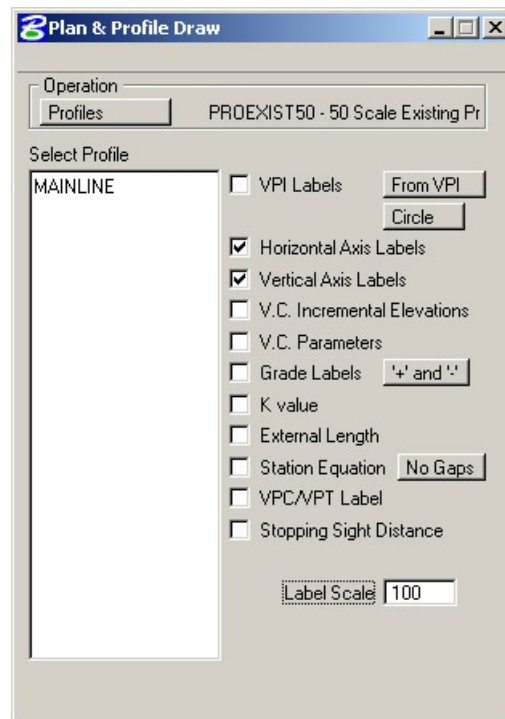 Plan & Profile Draw
Operation
Profiles PROEXIST50 - 50 Scale Existing Pr
Select Profile
MAINLINE
VPI Labels From VPI
Circle
Horizontal Axis Labels
Vertical Axis Labels
V.C. Incremental Elevations
V.C. Parameters
Grade Labels '+' and '-'
K value
External Length
Station Equation No Gaps
VPC/VPT Label
Stopping Sight Distance
Label Scale 100